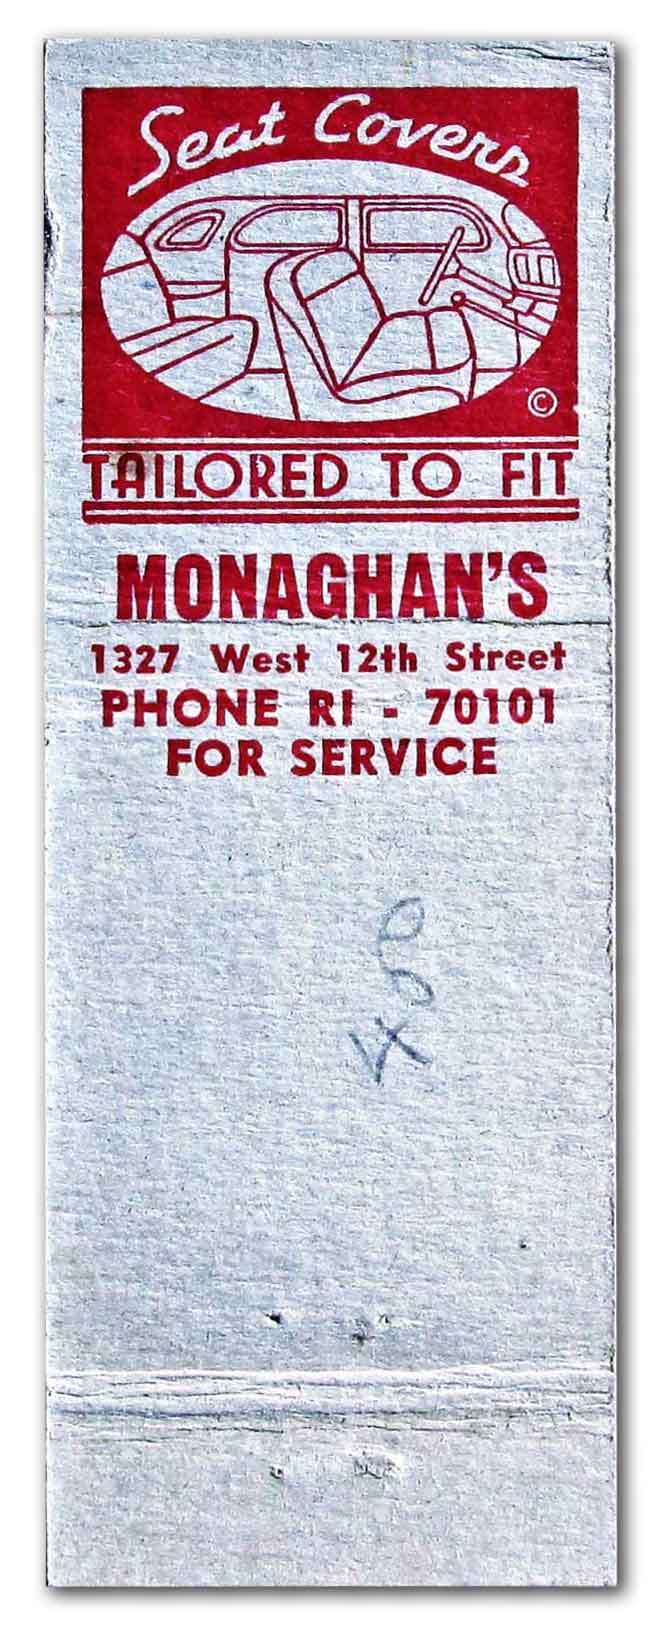 Seat Covers
©
TAILORED TO FIT
MONAGHAN'S
1327 West 12th Street
PHONE RI - 70101
FOR SERVICE